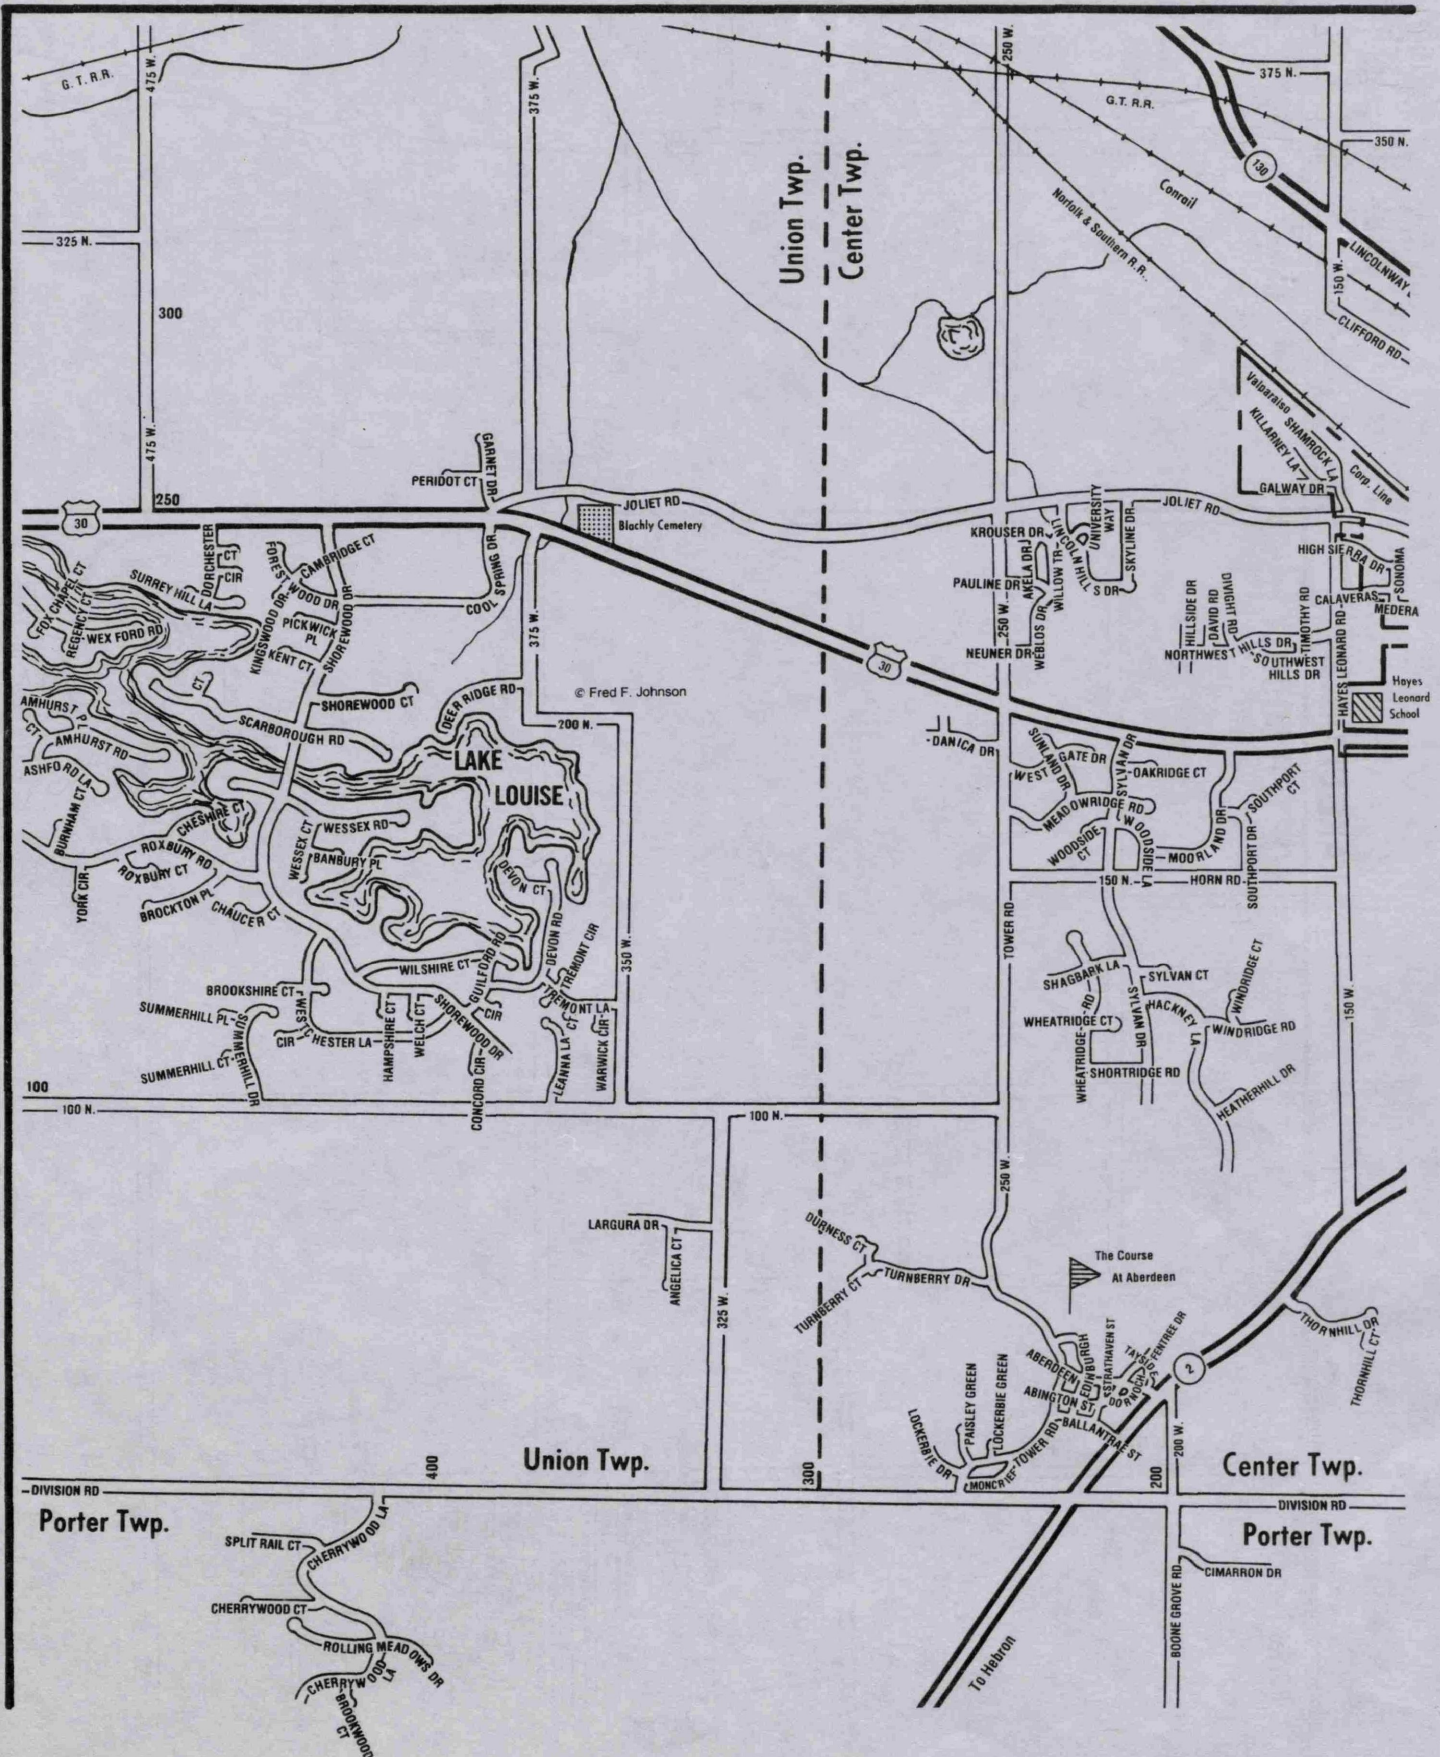 G.T. R.R.
475 W.
375 W.
250 W.
375 N.
G.T. R.R.
350 N.
130
Conrail
Norfolk & Southern R.R.
Union Twp.
Center Twp.
325 N.
LINCOLNWAY
150 W.
300
CLIFFORD RD
Valparaiso
Corp. Line
SHAMROCK LA
KILLARNEY LA
GALWAY DR
475 W.
GARNET DR
PERIDOT CT
250
30
JOLIET RD
Blachly Cemetery
JOLIET RD
UNIVERSITY WAY
KROUSER DR
LINCOLN HILLS DR
SKYLINE DR
AKELA DR
WILLOW TR
PAULINE DR
WEBLOS DR
NEUNER DR
250 W.
HIGH SIERRA DR
SONOMA
CALAVERAS
MEDERA
HILLSIDE DR
DAVID RD
DWIGHT RD
TIMOTHY RD
NORTHWEST HILLS DR
SOUTHWEST HILLS DR
HAYES LEONARD RD
Hayes
Leonard
School
DORCHESTER
CT
CIR
SURREY HILL LA
FOREST WOOD DR
CAMBRIDGE CT
KINGSWOOD DR
PICKWICK PL
KENT CT
SHOREWOOD DR
COOL SPRING DR
375 W.
FOX CHAPEL CT
REGENCY CT
WEX FORD RD
30
© Fred F. Johnson
CT
SHOREWOOD CT
SCARBOROUGH RD
DEER RIDGE RD
200 N.
AMHURST PL
CT
AMHURST RD
ASHFORD LA
LAKE
LOUISE
DANICA DR
SUNLAND DR
WEST
GATE DR
SYLVAN DR
OAKRIDGE CT
MEADOWRIDGE RD
WOODSIDE CT
WOODSIDE LA
MOORLAND DR
SOUTHPORT CT
SOUTHPORT DR
150 N.
HORN RD
BURNHAM CT
CHESHIRE CT
ROXBURY RD
ROXBURY CT
YORK CIR
BROCKTON PL
CHAUCER CT
WESSEX CT
WESSEX RD
BANBURY PL
DEVON CT
DEVON RD
TREMONT CIR
350 W.
TOWER RD
WILSHIRE CT
GUILFORD RD
CIR
TREMONT LA
BROOKSHIRE CT
WESTCHESTER LA
CIR
HAMPSHIRE CT
WELCH CT
SHOREWOOD DR
SUMMERHILL PL
SUMMERHILL DR
SUMMERHILL CT
CONCORD CIR
LEANNA LA
CT
WARWICK CIR
SHAGBARK LA
SYLVAN CT
WHEATRIDGE RD
WHEATRIDGE CT
SYLVAN DR
HACKNEY LA
WINDRIDGE CT
WINDRIDGE RD
SHORTRIDGE RD
HEATHERHILL DR
150 W.
100
100 N.
100 N.
250 W.
LARGURA DR
ANGELICA CT
325 W.
DURNESS CT
TURNBERRY DR
TURNBERRY CT
The Course
At Aberdeen
ABERDEEN
EDINBURGH
STRATHAVEN ST
TAYSIDE
FENTREE DR
ABINGTON ST
DORNOCH
BALLANTRAE ST
2
THORNHILL DR
THORNHILL CT
LOCKERBIE DR
PAISLEY GREEN
LOCKERBIE GREEN
TOWER RD
MONCRIEF
400
Union Twp.
300
200
200 W.
Center Twp.
DIVISION RD
DIVISION RD
Porter Twp.
Porter Twp.
SPLIT RAIL CT
CHERRYWOOD LA
CHERRYWOOD CT
ROLLING MEADOWS DR
CHERRYWOOD LA
BROOKWOOD CT
CIMARRON DR
BOONE GROVE RD
To Hebron